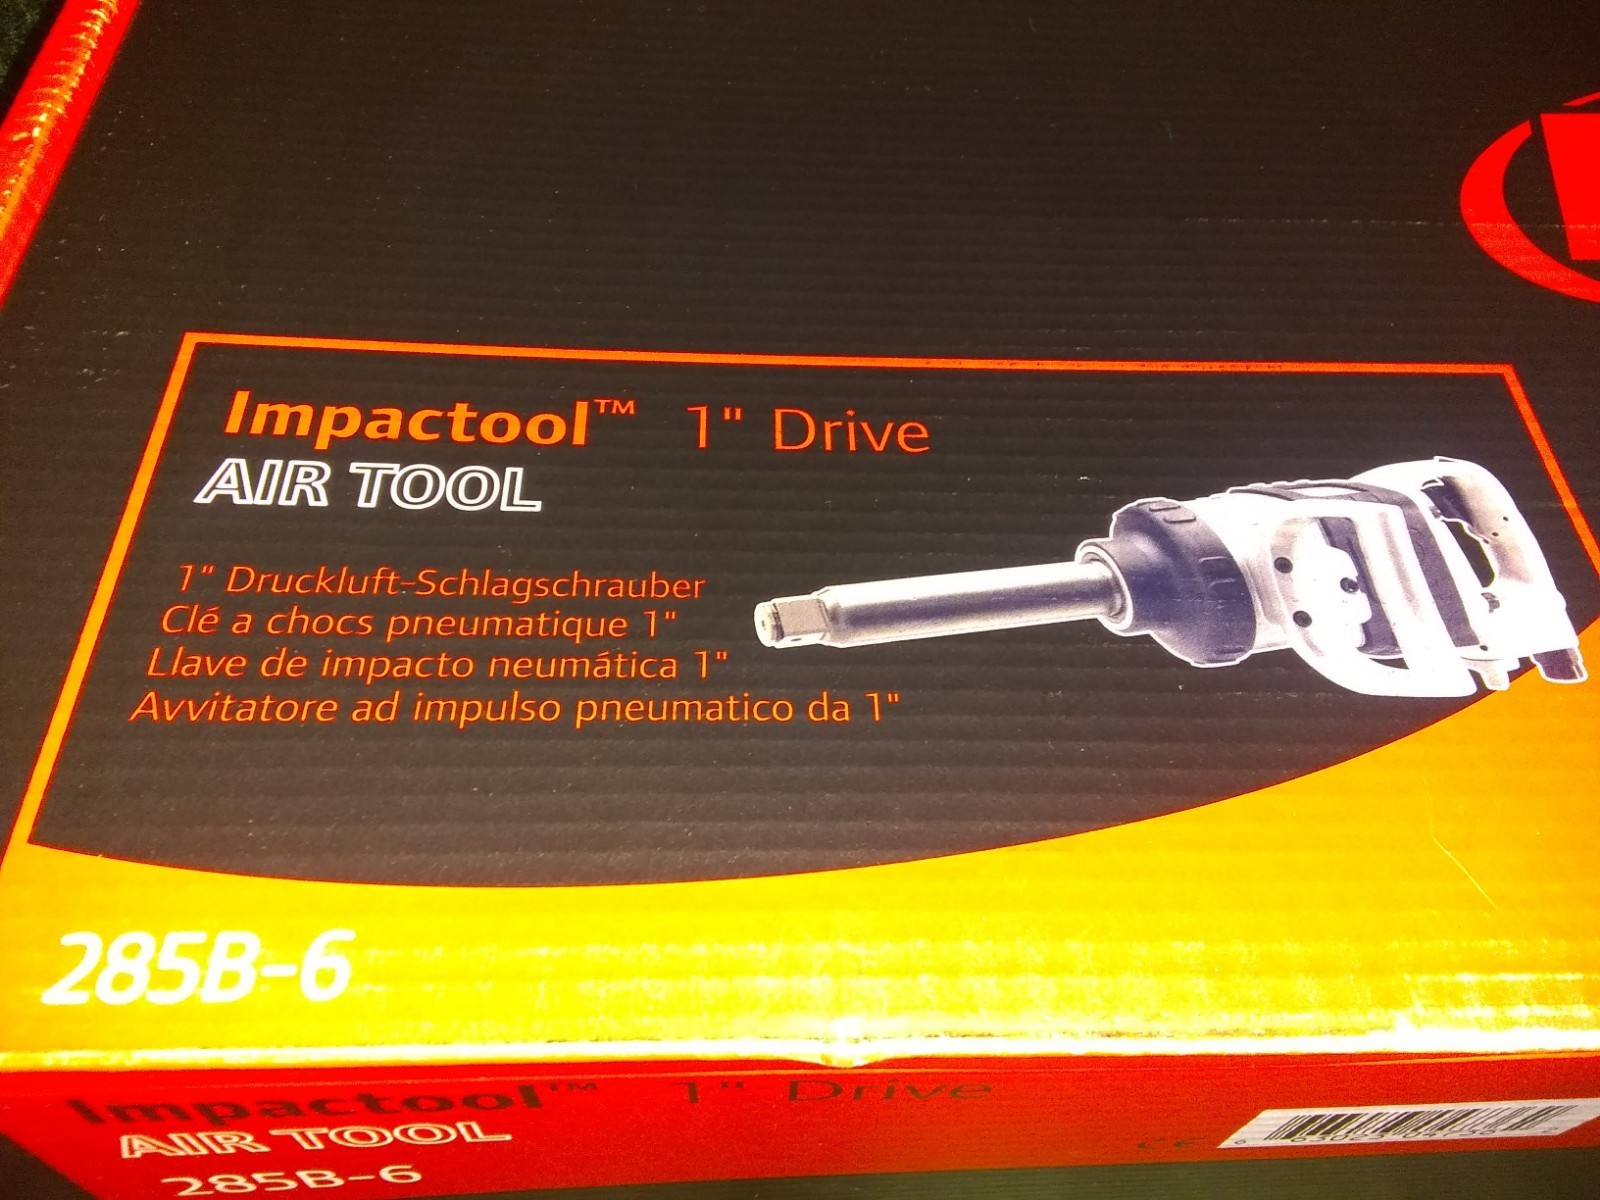 Impactool™ 1" Drive
AIR TOOL
1" Druckluft-Schlagschrauber
Clé a chocs pneumatique 1"
Llave de impacto neumática 1"
Avvitatore ad impulso pneumatico da 1"
285B-6
Impactool™ 1" Drive
AIR TOOL
285B-6
CE